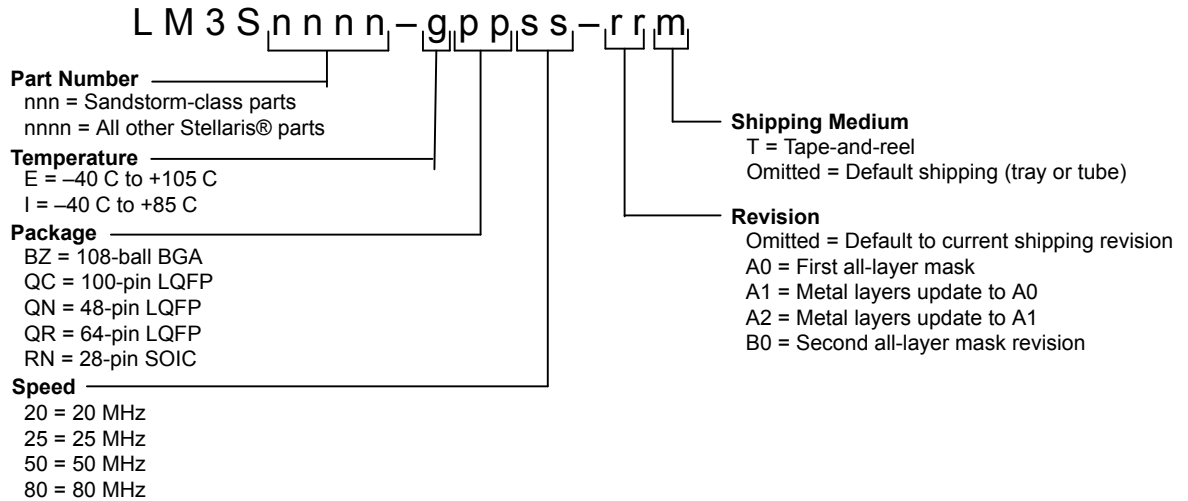 LM3Snnnn–gppss–rrm
Part Number
nnn = Sandstorm-class parts
nnnn = All other Stellaris® parts
Temperature
E = –40 C to +105 C
I = –40 C to +85 C
Package
BZ = 108-ball BGA
QC = 100-pin LQFP
QN = 48-pin LQFP
QR = 64-pin LQFP
RN = 28-pin SOIC
Speed
20 = 20 MHz
25 = 25 MHz
50 = 50 MHz
80 = 80 MHz
Shipping Medium
T = Tape-and-reel
Omitted = Default shipping (tray or tube)
Revision
Omitted = Default to current shipping revision
A0 = First all-layer mask
A1 = Metal layers update to A0
A2 = Metal layers update to A1
B0 = Second all-layer mask revision